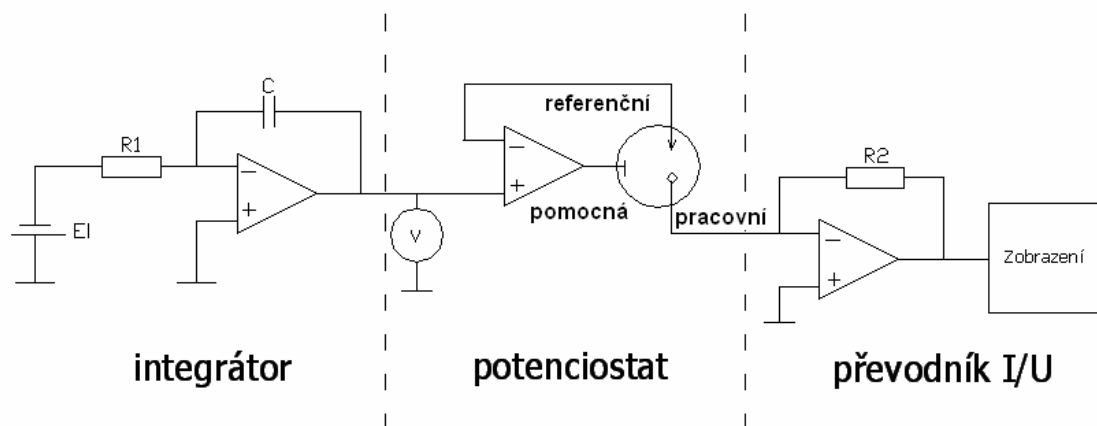 C
R1
−
+
EI
V
referenční
−
+
pomocná
pracovní
R2
−
+
Zobrazení
integrátor
potenciostat
převodník I/U